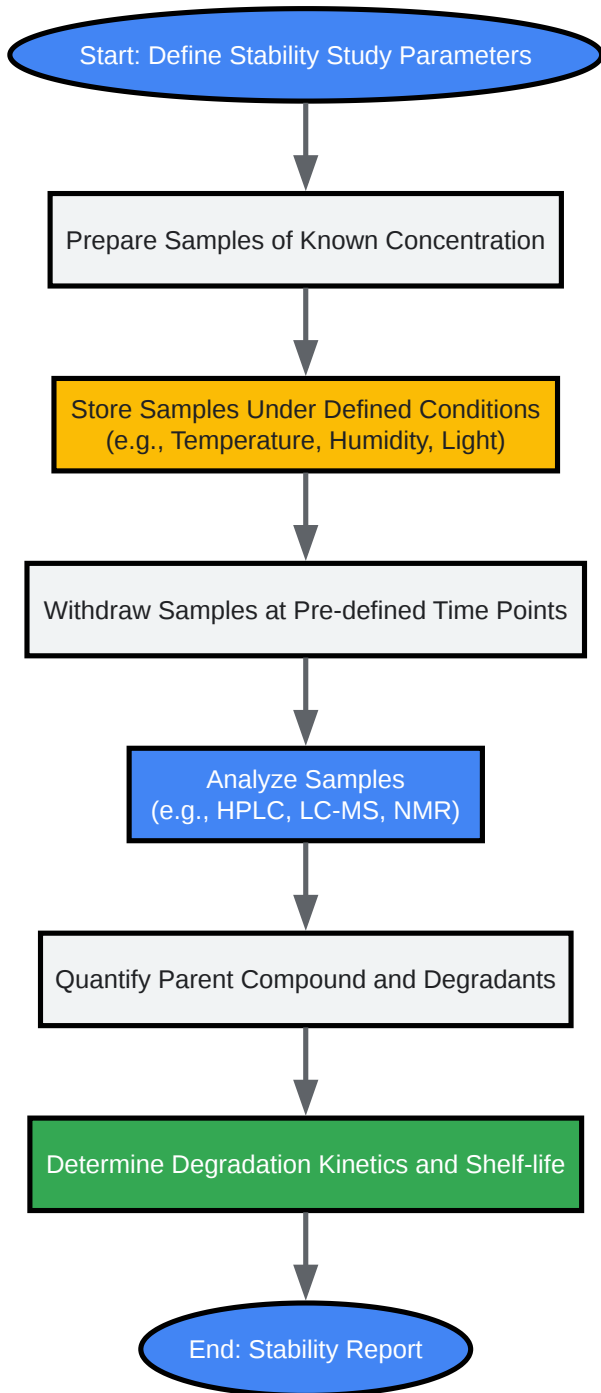 Start: Define Stability Study Parameters
Prepare Samples of Known Concentration
Store Samples Under Defined Conditions
(e.g., Temperature, Humidity, Light)
Withdraw Samples at Pre-defined Time Points
Analyze Samples
(e.g., HPLC, LC-MS, NMR)
Quantify Parent Compound and Degradants
Determine Degradation Kinetics and Shelf-life
End: Stability Report